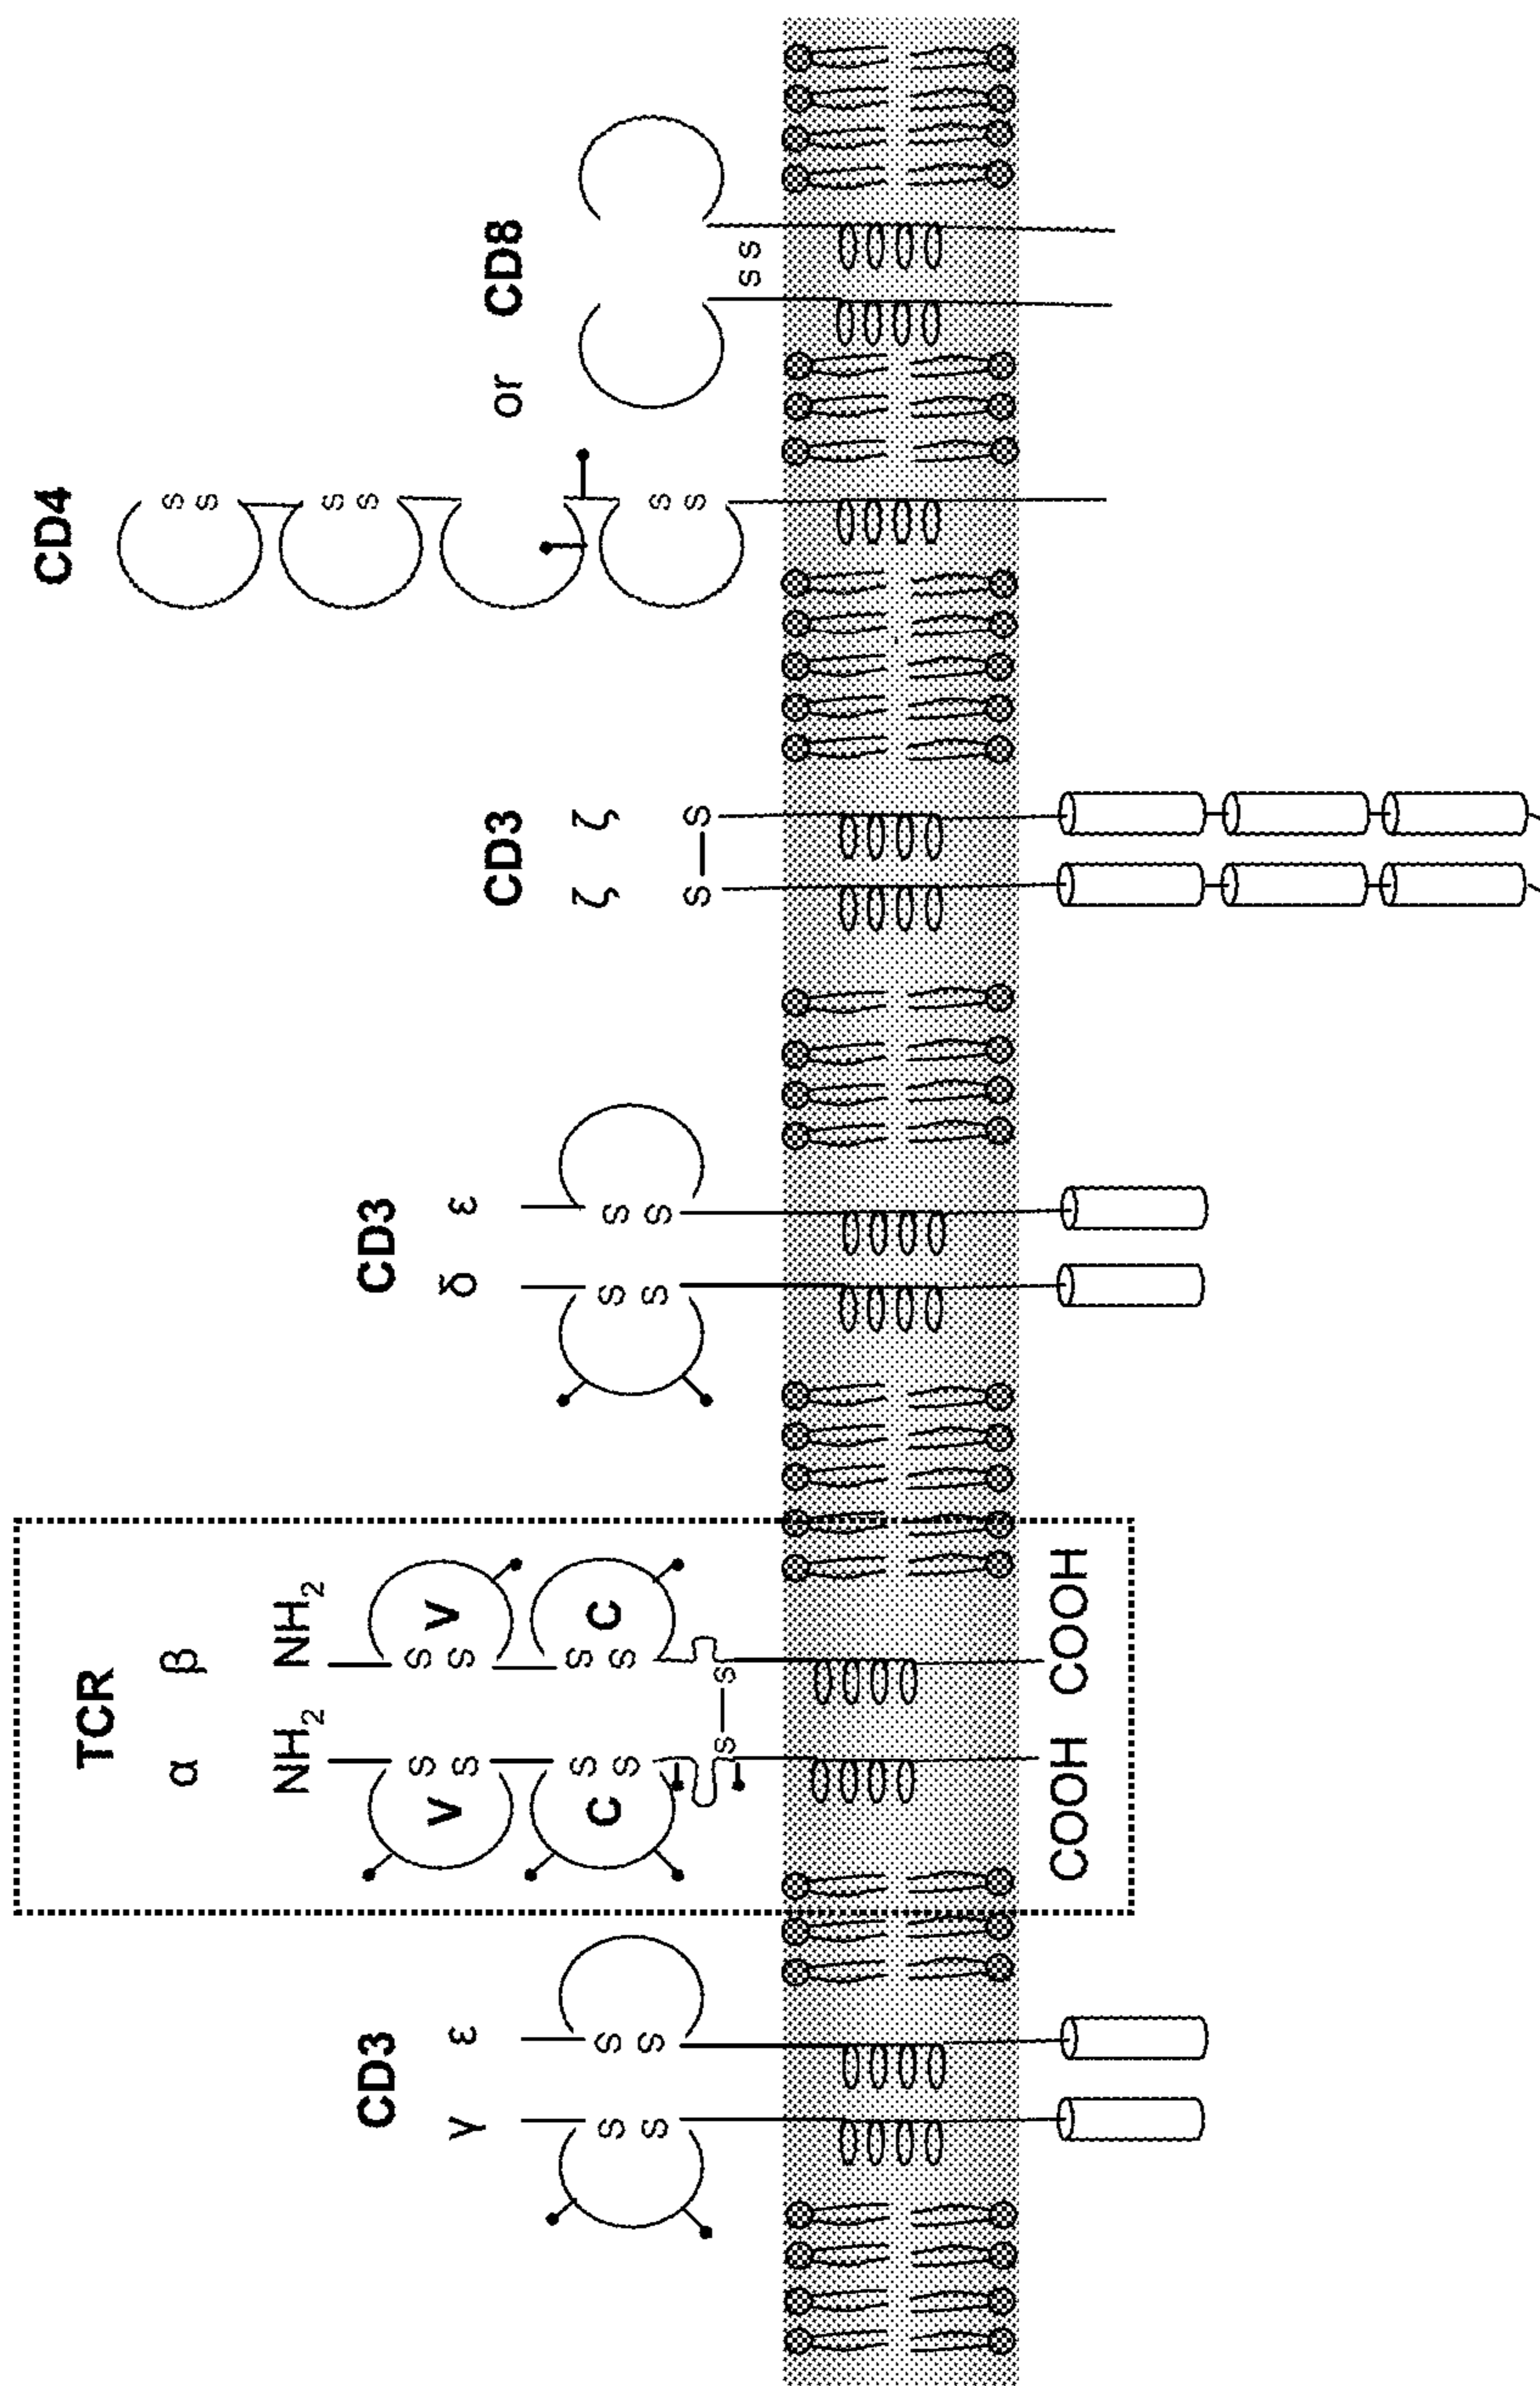 CD3
γ ε
S S
S S
TCR
α β
NH₂ NH₂
S S
V V
S S
S S
C C
S S
S S
COOH COOH
CD3
δ ε
S S
S S
CD3
ζ ζ
S S
CD4
S
S
S
S
S
S
or CD8
S S
S S